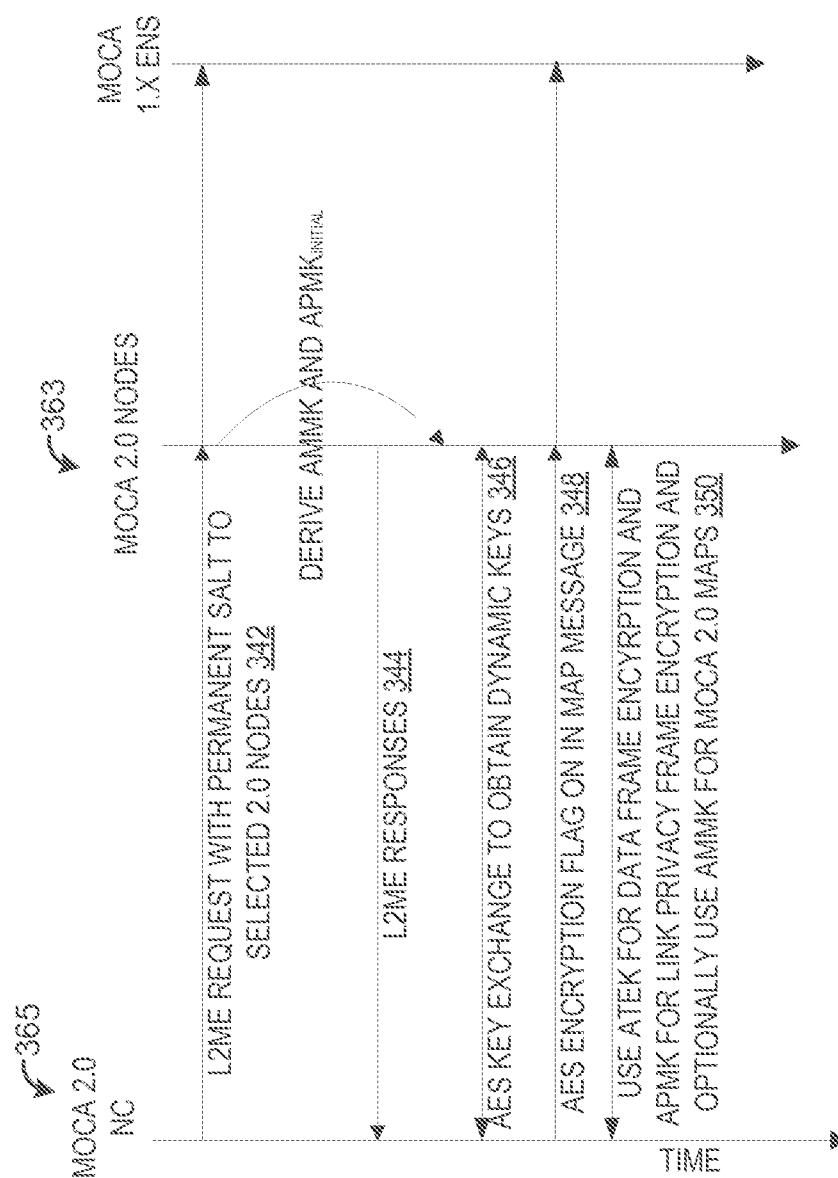 365
MOCA 2.0
NC
363
MOCA 2.0 NODES
MOCA
1.X ENS
L2ME REQUEST WITH PERMANENT SALT TO
SELECTED 2.0 NODES 342
DERIVE AMMK AND APMKINITIAL
L2ME RESPONSES 344
AES KEY EXCHANGE TO OBTAIN DYNAMIC KEYS 346
AES ENCRYPTION FLAG ON IN MAP MESSAGE 348
USE ATEK FOR DATA FRAME ENCYRPTION AND
APMK FOR LINK PRIVACY FRAME ENCRYPTION AND
OPTIONALLY USE AMMK FOR MOCA 2.0 MAPS 350
TIME